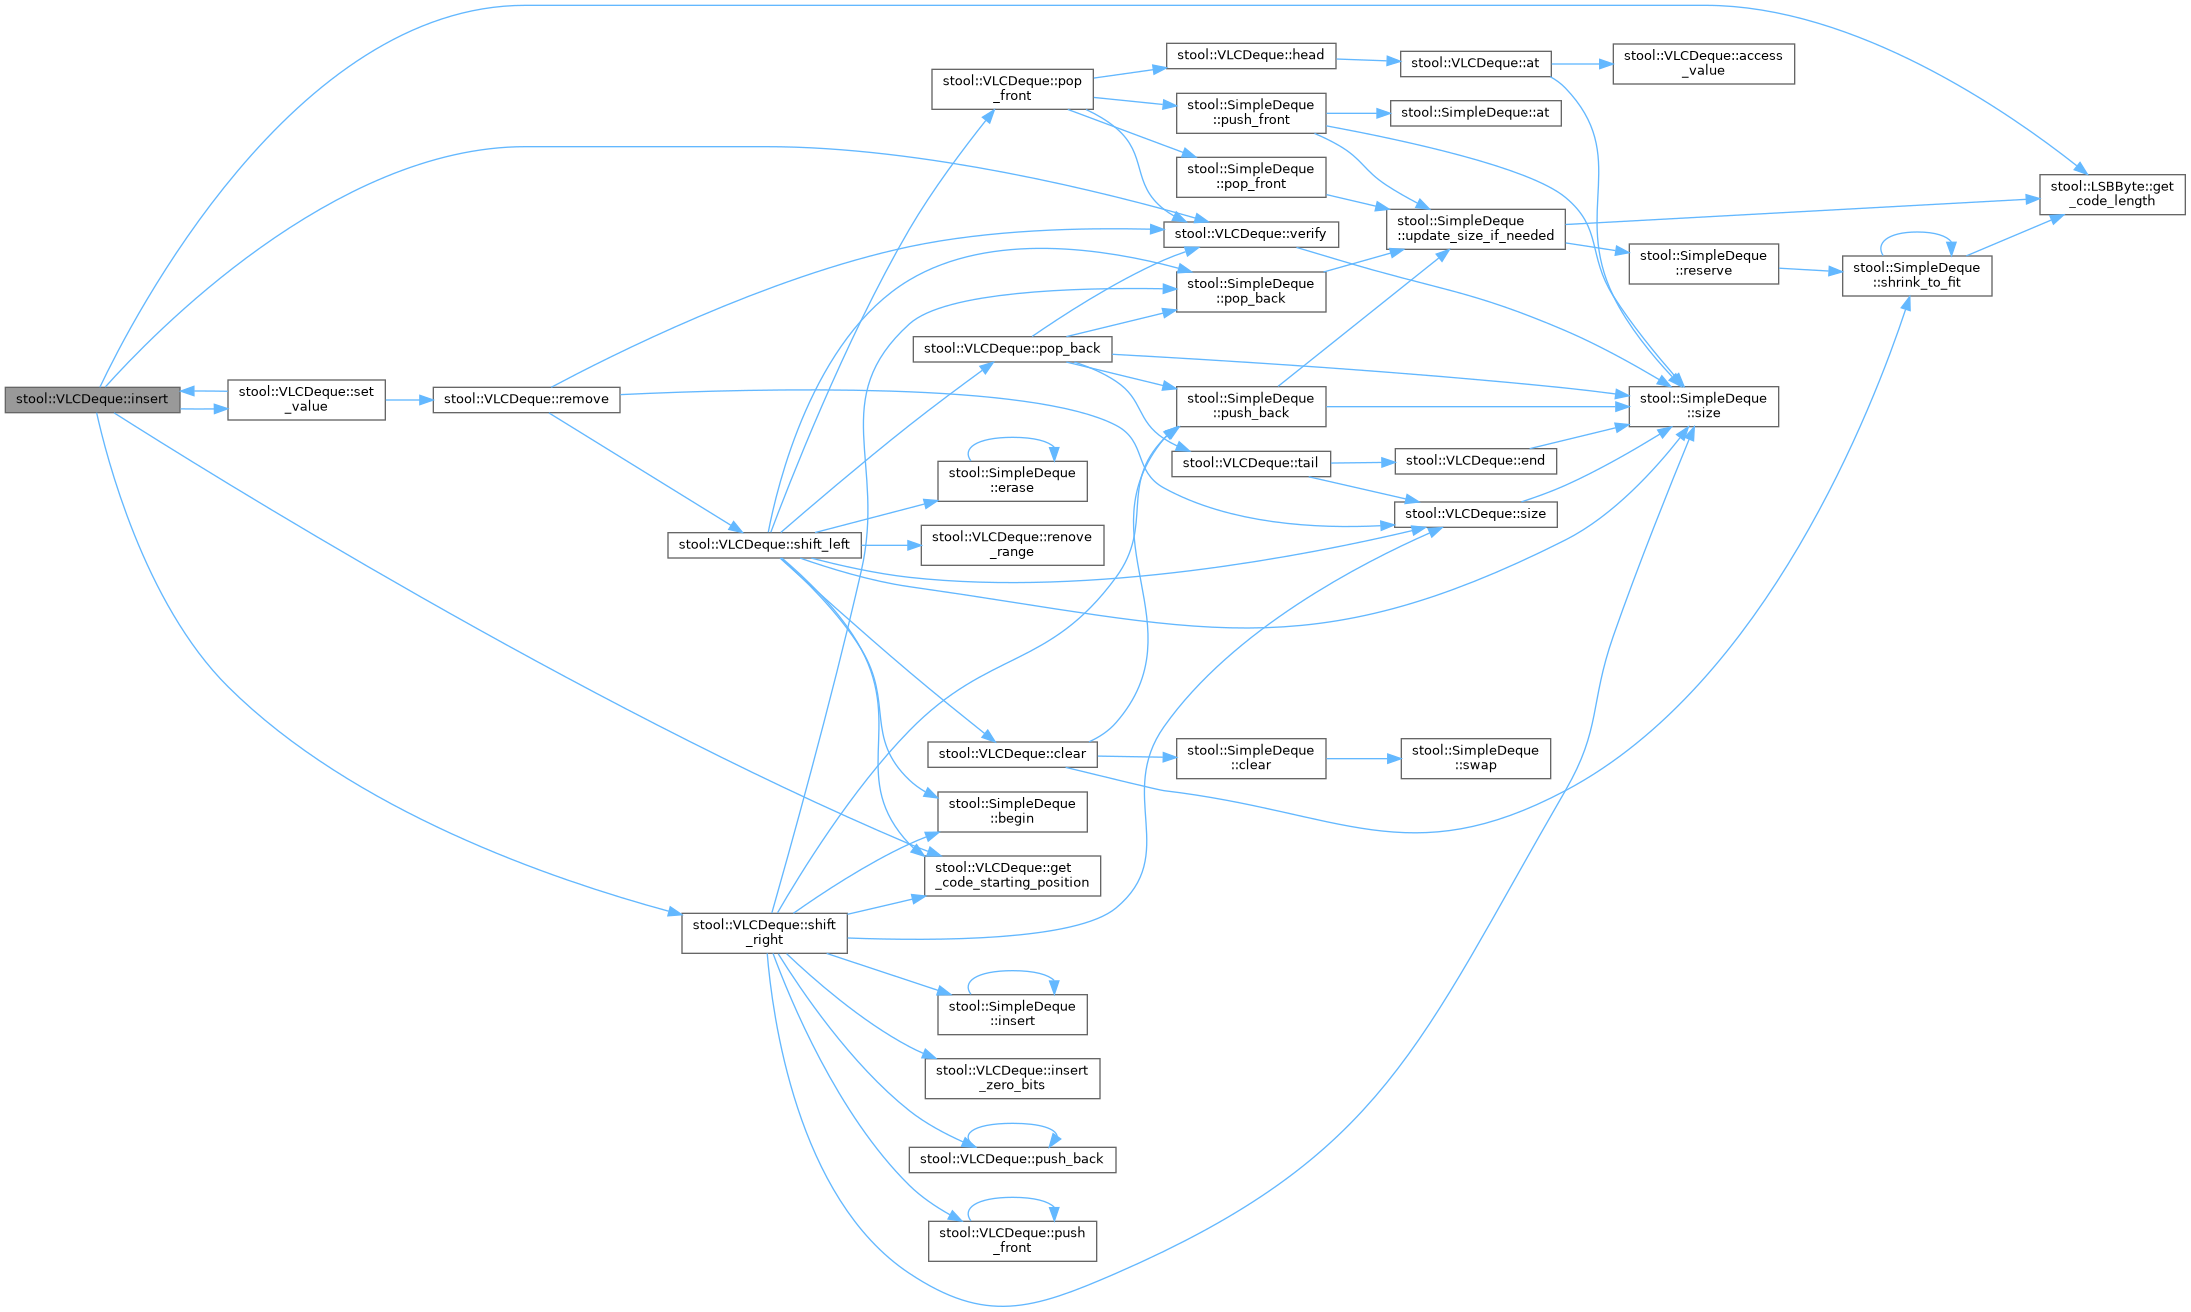 stool::VLCDeque::insert
stool::VLCDeque::set
_value
stool::VLCDeque::remove
stool::VLCDeque::shift_left
stool::VLCDeque::shift
_right
stool::VLCDeque::pop
_front
stool::VLCDeque::pop_back
stool::SimpleDeque
::erase
stool::VLCDeque::renove
_range
stool::VLCDeque::clear
stool::SimpleDeque
::begin
stool::VLCDeque::get
_code_starting_position
stool::SimpleDeque
::insert
stool::VLCDeque::insert
_zero_bits
stool::VLCDeque::push_back
stool::VLCDeque::push
_front
stool::VLCDeque::head
stool::SimpleDeque
::push_front
stool::SimpleDeque
::pop_front
stool::VLCDeque::verify
stool::SimpleDeque
::pop_back
stool::SimpleDeque
::push_back
stool::VLCDeque::tail
stool::SimpleDeque
::clear
stool::VLCDeque::at
stool::SimpleDeque::at
stool::SimpleDeque
::update_size_if_needed
stool::VLCDeque::end
stool::VLCDeque::size
stool::SimpleDeque
::swap
stool::VLCDeque::access
_value
stool::SimpleDeque
::reserve
stool::SimpleDeque
::size
stool::SimpleDeque
::shrink_to_fit
stool::LSBByte::get
_code_length